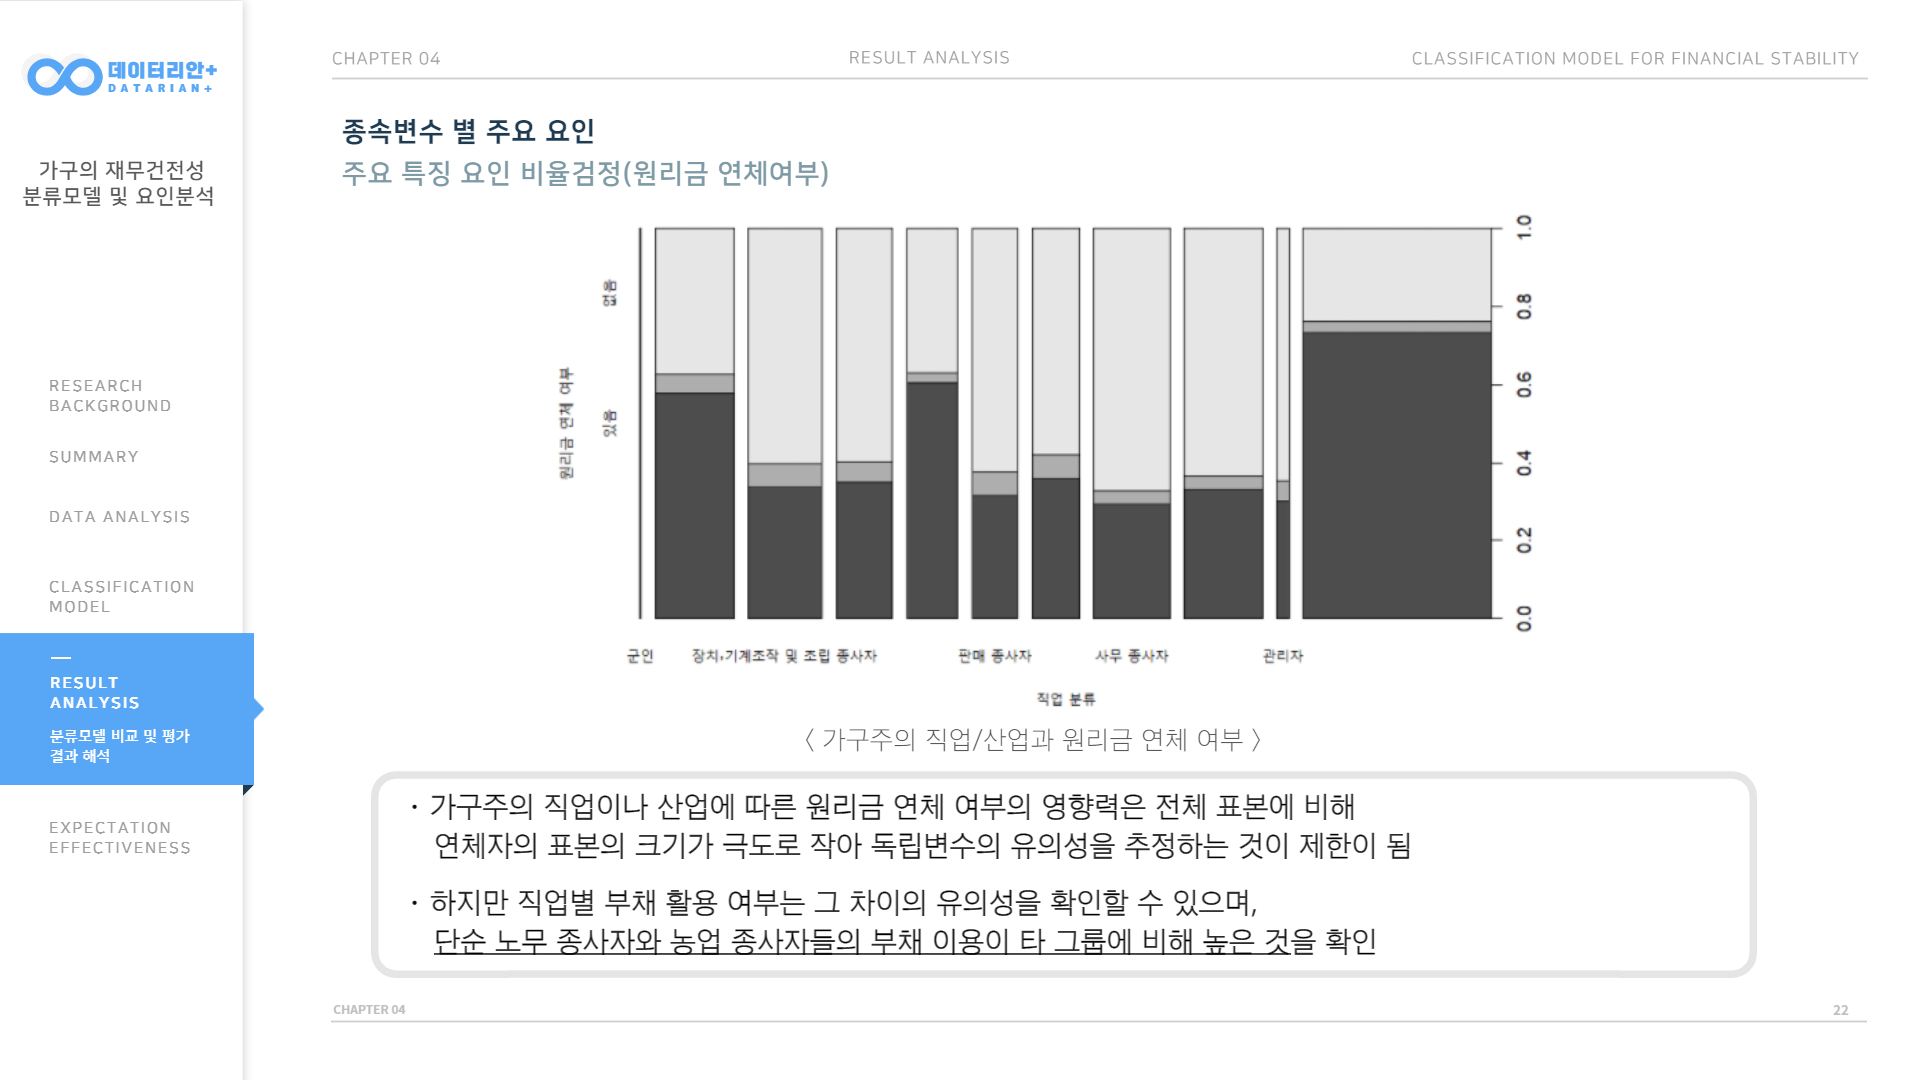 데이터리안+
DATARIAN+
가구의 재무건전성
분류모델 및 요인분석
RESEARCH
BACKGROUND
SUMMARY
DATA ANALYSIS
CLASSIFICATION
MODEL
RESULT
ANALYSIS
분류모델 비교 및 평가
결과 해석
EXPECTATION
EFFECTIVENESS
CHAPTER 04
RESULT ANALYSIS
CLASSIFICATION MODEL FOR FINANCIAL STABILITY
종속변수 별 주요 요인
주요 특징 요인 비율검정(원리금 연체여부)
원리금 연체 여부
없음
있음
1.0
0.8
0.6
0.4
0.2
0.0
군인
장치,기계조작 및 조립 종사자
판매 종사자
사무 종사자
관리자
직업 분류
〈 가구주의 직업/산업과 원리금 연체 여부 〉
· 가구주의 직업이나 산업에 따른 원리금 연체 여부의 영향력은 전체 표본에 비해
연체자의 표본의 크기가 극도로 작아 독립변수의 유의성을 추정하는 것이 제한이 됨
· 하지만 직업별 부채 활용 여부는 그 차이의 유의성을 확인할 수 있으며,
단순 노무 종사자와 농업 종사자들의 부채 이용이 타 그룹에 비해 높은 것을 확인
CHAPTER 04
22